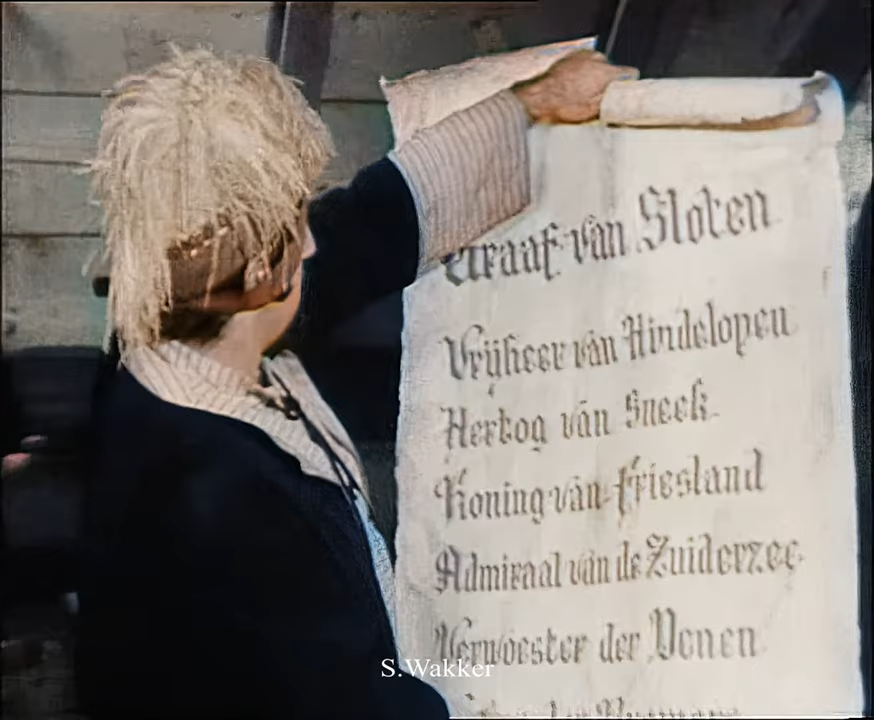 Graaf van Sloten
Vrijheer van Hindelopen
Hertog van Sneek
Koning van Friesland
Admiraal van de Zuiderzee
Verwoester der Denen
S. Wakker